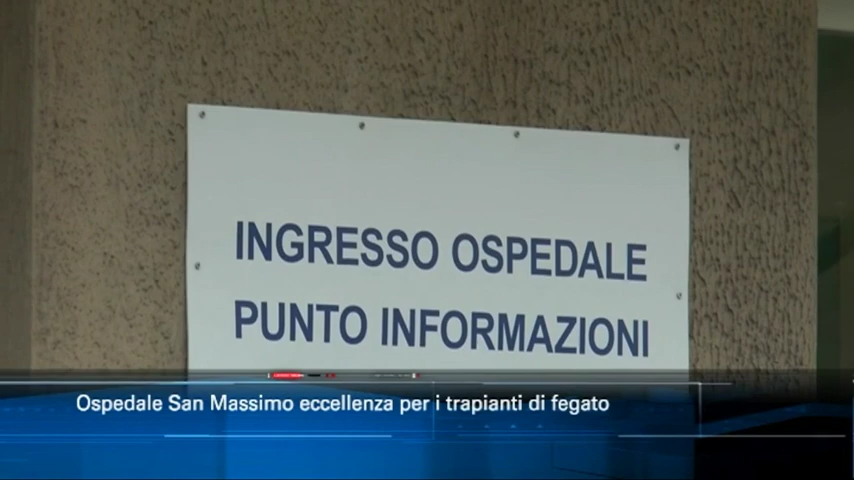 INGRESSO OSPEDALE
PUNTO INFORMAZIONI
Ospedale San Massimo eccellenza per i trapianti di fegato